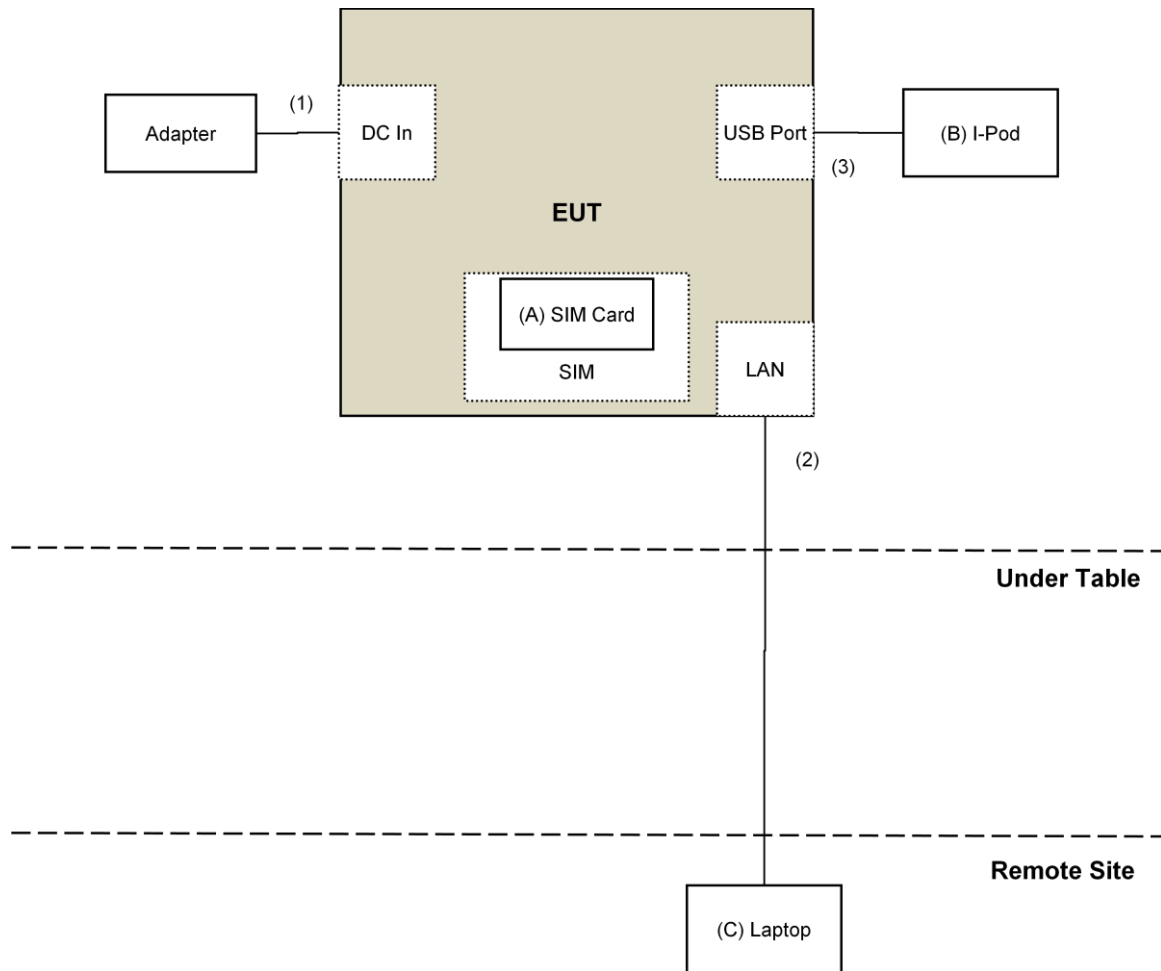 (1)
Adapter
DC In
USB Port
(B) I-Pod
(3)
EUT
(A) SIM Card
SIM
LAN
(2)
Under Table
Remote Site
(C) Laptop